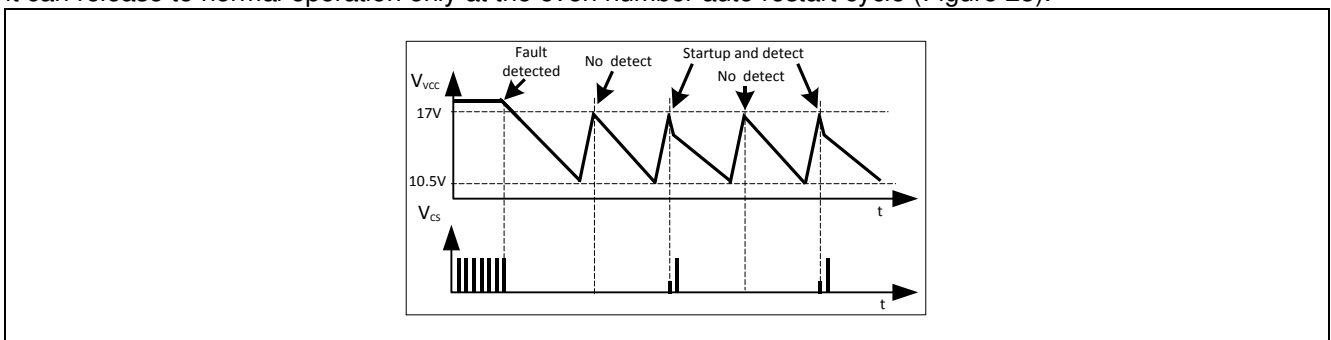 it can release to normal operation only at the even number auto restart cycle (Figure 28).
Fault
detected
No detect
Startup and detect
No detect
Vvcc
17V
10.5V
t
VCS
t